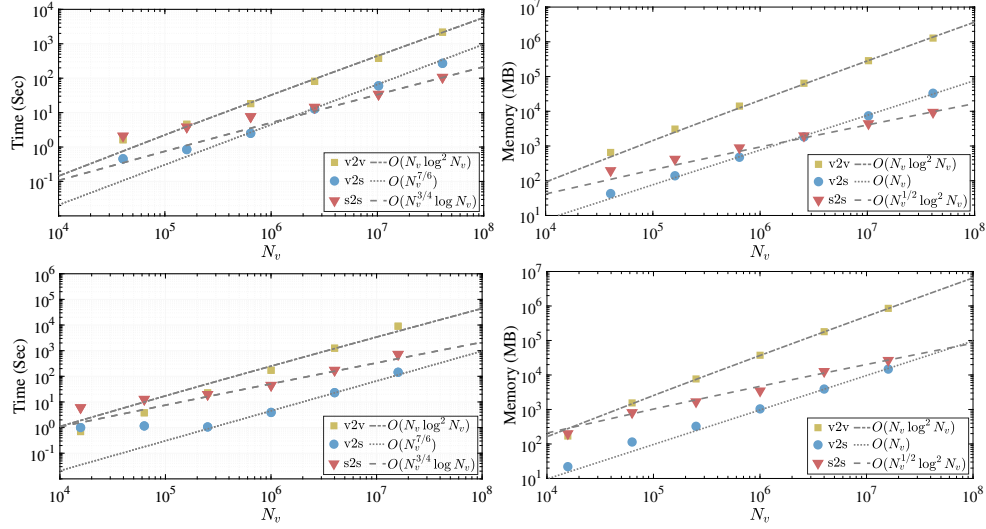 10^4
10^3
10^2
10^1
10^0
10^-1
Time (Sec)
v2v O(N_v log^2 N_v)
v2s O(N_v^{7/6})
s2s O(N_v^{3/4} log N_v)
10^4 10^5 10^6 10^7 10^8
N_v
10^7
10^6
10^5
10^4
10^3
10^2
10^1
Memory (MB)
v2v O(N_v log^2 N_v)
v2s O(N_v)
s2s O(N_v^{1/2} log^2 N_v)
10^4 10^5 10^6 10^7 10^8
N_v
10^6
10^5
10^4
10^3
10^2
10^1
10^0
10^-1
Time (Sec)
v2v O(N_v log^2 N_v)
v2s O(N_v^{7/6})
s2s O(N_v^{3/4} log N_v)
10^4 10^5 10^6 10^7 10^8
N_v
10^7
10^6
10^5
10^4
10^3
10^2
10^1
Memory (MB)
v2v O(N_v log^2 N_v)
v2s O(N_v)
s2s O(N_v^{1/2} log^2 N_v)
10^4 10^5 10^6 10^7 10^8
N_v